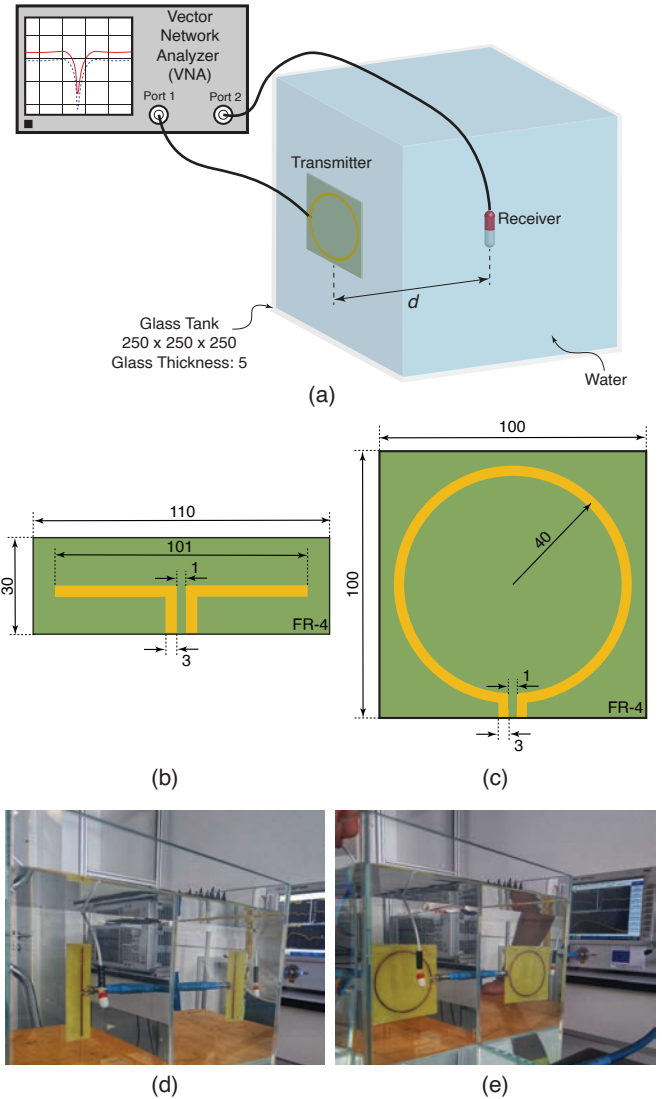 Vector
Network
Analyzer
(VNA)
Port 1
Port 2
Transmitter
Receiver
d
Glass Tank
250 x 250 x 250
Glass Thickness: 5
Water
(a)
110
101
1
30
FR-4
3
(b)
100
100
40
1
FR-4
3
(c)
(d)
(e)